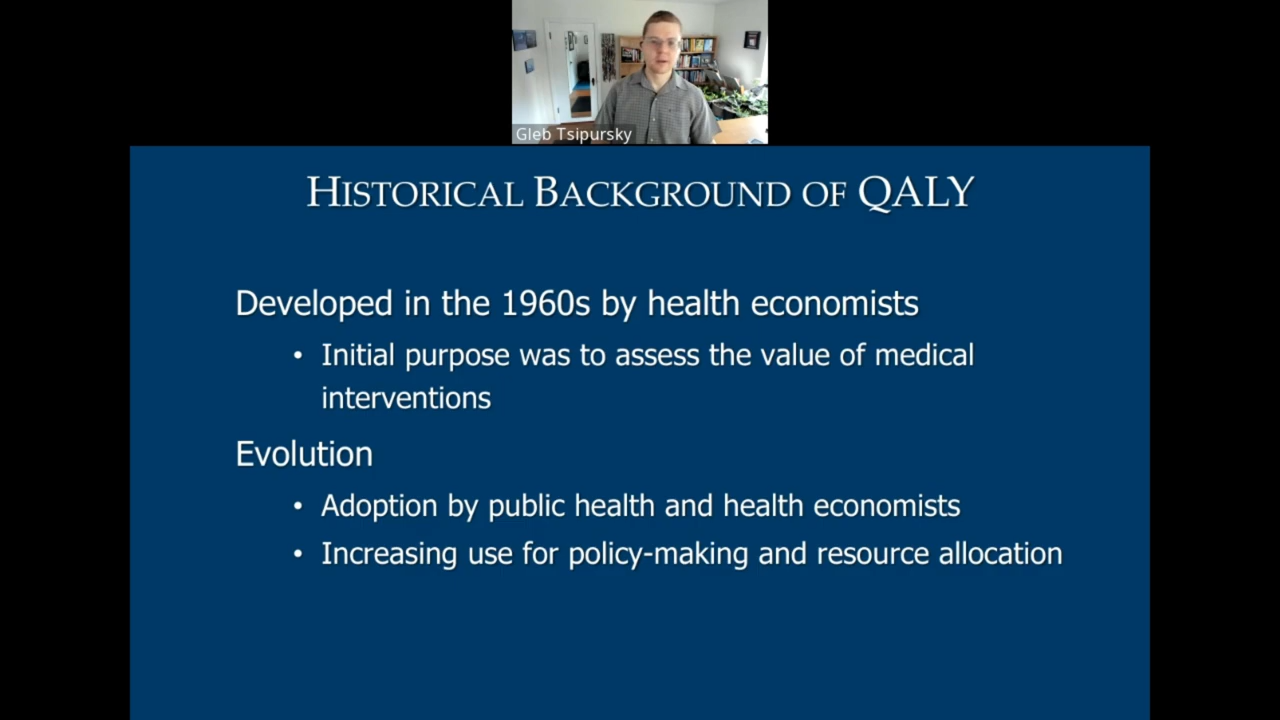 Gleb Tsipursky
HISTORICAL BACKGROUND OF QALY
Developed in the 1960s by health economists
• Initial purpose was to assess the value of medical
interventions
Evolution
• Adoption by public health and health economists
• Increasing use for policy-making and resource allocation